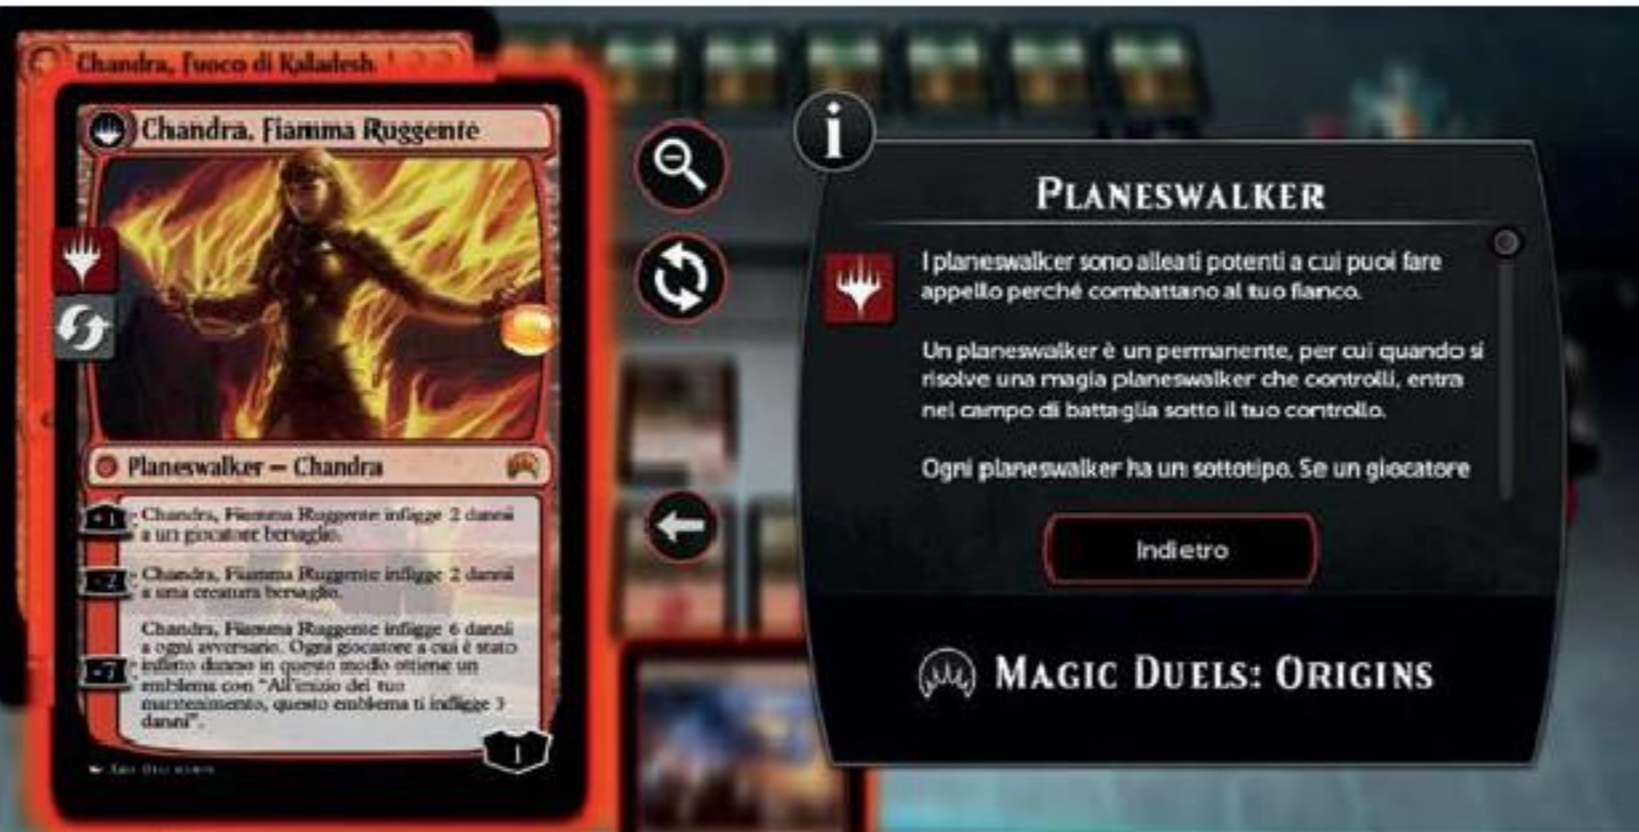 Chandra, Fuoco di Kaladesh
Chandra, Fiamma Ruggente
Planeswalker — Chandra
+1: Chandra, Fiamma Ruggente infligge 2 danni
a un giocatore bersaglio.
-2: Chandra, Fiamma Ruggente infligge 2 danni
a una creatura bersaglio.
Chandra, Fiamma Ruggente infligge 6 danni
a ogni avversario. Ogni giocatore a cui è stato
-7: inflitto danno in questo modo ottiene un
emblema con "All'inizio del tuo
mantenimento, questo emblema ti infligge 3
danni".
1
i
PLANESWALKER
I planeswalker sono alleati potenti a cui puoi fare
appello perché combattano al tuo fianco.
Un planeswalker è un permanente, per cui quando si
risolve una magia planeswalker che controlli, entra
nel campo di battaglia sotto il tuo controllo.
Ogni planeswalker ha un sottotipo. Se un giocatore
Indietro
MAGIC DUELS: ORIGINS